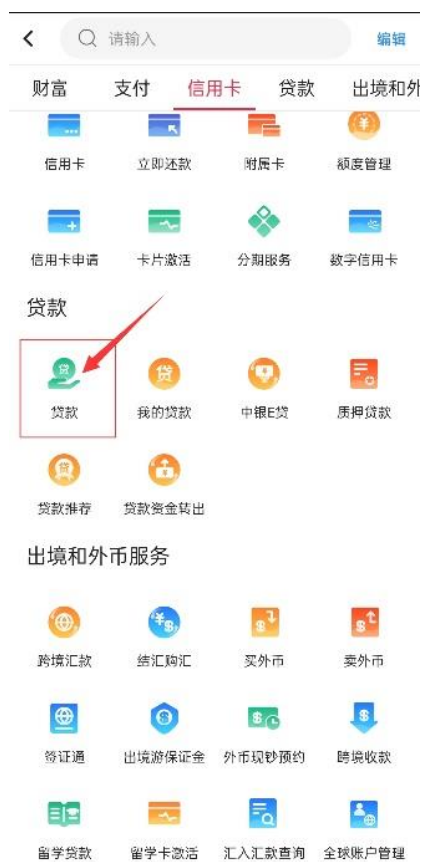 请输入 编辑
财富 支付 信用卡 贷款 出境和外
信用卡 立即还款 附属卡 额度管理
信用卡申请 卡片激活 分期服务 数字信用卡
贷款
贷款 我的贷款 中银E贷 质押贷款
贷款推荐 贷款资金转出
出境和外币服务
跨境汇款 结汇购汇 买外币 卖外币
签证通 出境游保证金 外币现钞预约 跨境收款
留学贷款 留学卡激活 汇入汇款查询 全球账户管理